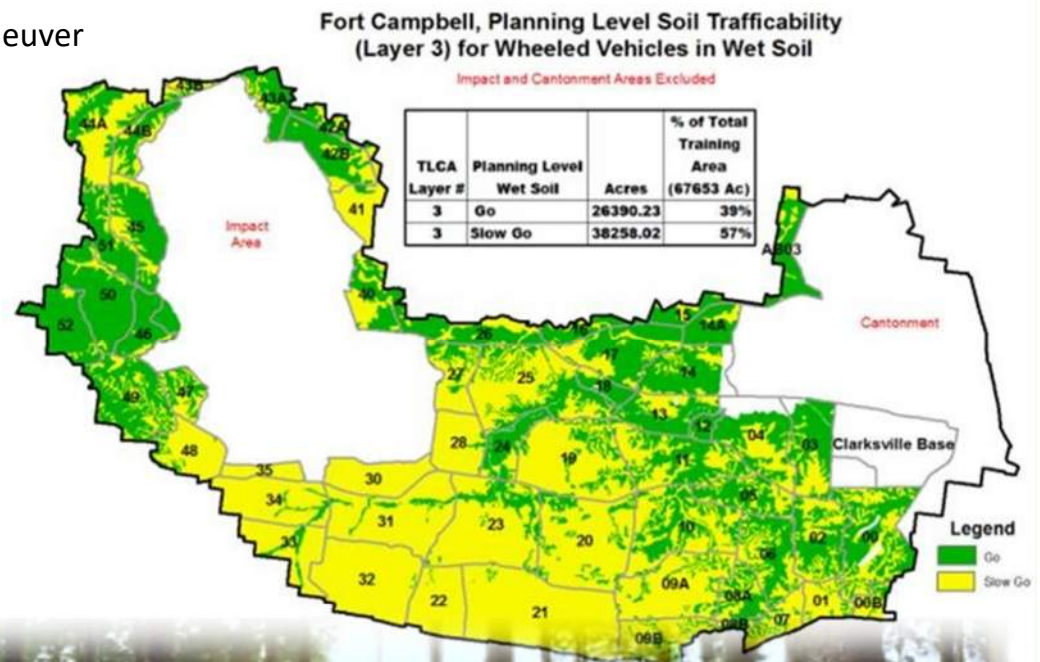 euver
Fort Campbell, Planning Level Soil Trafficability
(Layer 3) for Wheeled Vehicles in Wet Soil
Impact and Cantonment Areas Excluded
TLCA Layer #
Planning Level Wet Soil
Acres
% of Total Training Area (67653 Ac)
3 Go 26390.23 39%
3 Slow Go 38258.02 57%
43B
43A
44A
44B
42A
42B
41
45
Impact
Area
51
AB03
50
40
52
46
Cantonment
26
16
15
14A
17
27
25
18
14
49
47
13
12
04
03
Clarksville Base
28
24
48
19
11
35
30
34
05
31
23
10
02
00
Legend
33
20
06
Go
32
09A
08A
Slow Go
22
21
01
00B
07
08B
09B